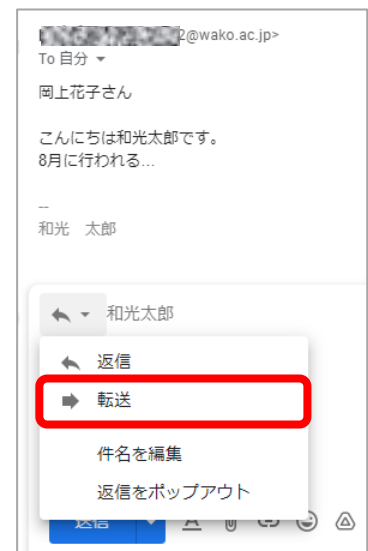 2@wako.ac.jp>
To 自分
岡上花子さん
こんにちは和光太郎です。
8月に行われる...
--
和光　太郎
和光太郎
返信
転送
件名を編集
返信をポップアウト
送信